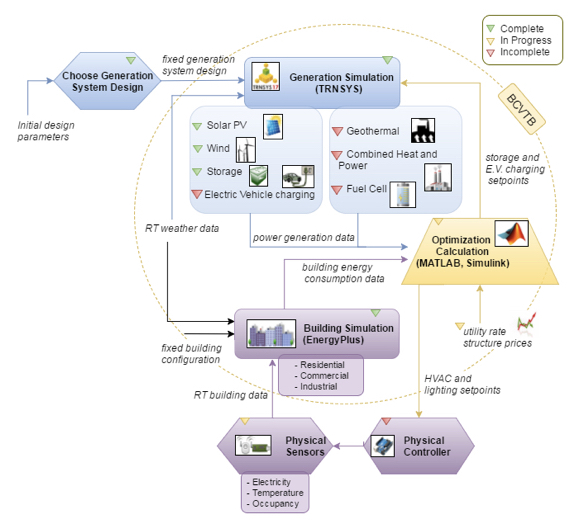 Complete
In Progress
Incomplete
Choose Generation
System Design
fixed generation
system design
TRNSYS 17
Generation Simulation
(TRNSYS)
BCVTB
Initial design
parameters
Solar PV
Wind
Storage
Electric Vehicle charging
Geothermal
Combined Heat and
Power
Fuel Cell
storage and
E.V. charging
setpoints
RT weather data
power generation data
Optimization
Calculation
(MATLAB, Simulink)
building energy
consumption data
Building Simulation
(EnergyPlus)
utility rate
structure prices
fixed building
configuration
- Residential
- Commercial
- Industrial
HVAC and
lighting setpoints
RT building data
Physical
Sensors
Physical
Controller
- Electricity
- Temperature
- Occupancy